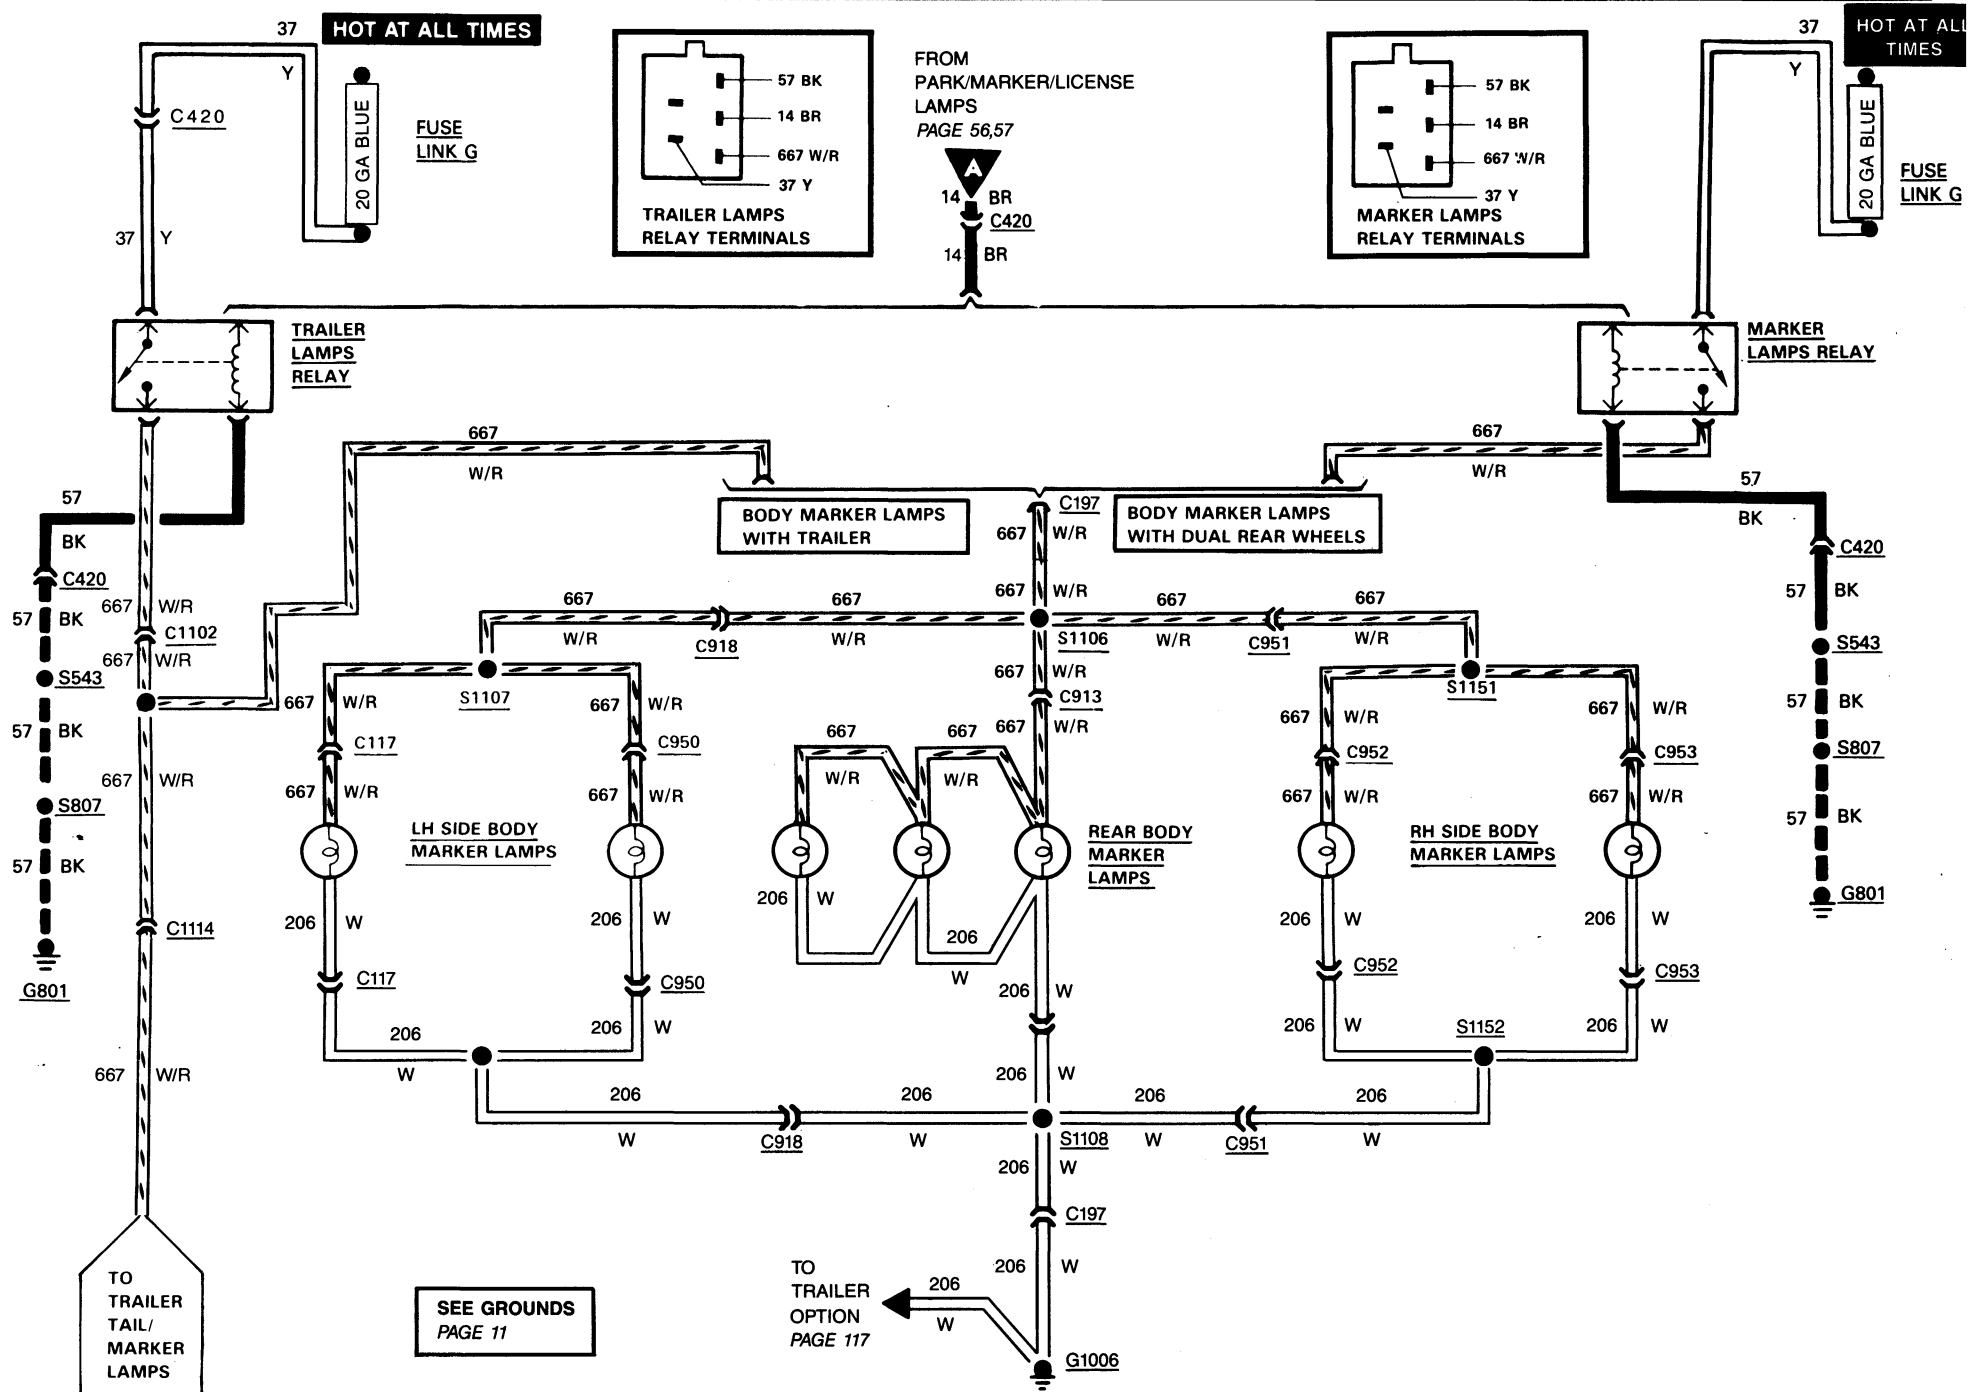 37
HOT AT ALL TIMES
Y
C420
20 GA BLUE
FUSE
LINK G
37 Y
57 BK
14 BR
667 W/R
37 Y
TRAILER LAMPS
RELAY TERMINALS
FROM
PARK/MARKER/LICENSE
LAMPS
PAGE 56,57
A
14 BR
C420
14 BR
57 BK
14 BR
667 W/R
37 Y
MARKER LAMPS
RELAY TERMINALS
37
Y
HOT AT ALL
TIMES
20 GA BLUE
FUSE
LINK G
TRAILER
LAMPS
RELAY
MARKER
LAMPS RELAY
667
W/R
667
W/R
57
BK
57
BK
BODY MARKER LAMPS
WITH TRAILER
C197
667 W/R
BODY MARKER LAMPS
WITH DUAL REAR WHEELS
C420
57 BK
S543
57 BK
S807
57 BK
G801
667 W/R
C1102
667 W/R
667 W/R
C1114
667 W/R
TO
TRAILER
TAIL/
MARKER
LAMPS
667 W/R
667
W/R
C918
667
W/R
S1106
667
W/R
C951
667
W/R
S1107
667 W/R
667 W/R
C117
C950
667 W/R
667 W/R
LH SIDE BODY
MARKER LAMPS
206 W
206 W
C117
C950
206
W
206 W
667 W/R
C913
667 W/R
667
W/R
667
W/R
REAR BODY
MARKER
LAMPS
206 W
206
W
206 W
206 W
S1151
667 W/R
667 W/R
C952
C953
667 W/R
667 W/R
RH SIDE BODY
MARKER LAMPS
206 W
206 W
C952
C953
206 W
S1152
206 W
C420
57 BK
S543
57 BK
S807
57 BK
G801
206
W
C918
206
W
S1108
206
W
C951
206
W
206 W
C197
206 W
TO
TRAILER
OPTION
PAGE 117
206
W
G1006
SEE GROUNDS
PAGE 11